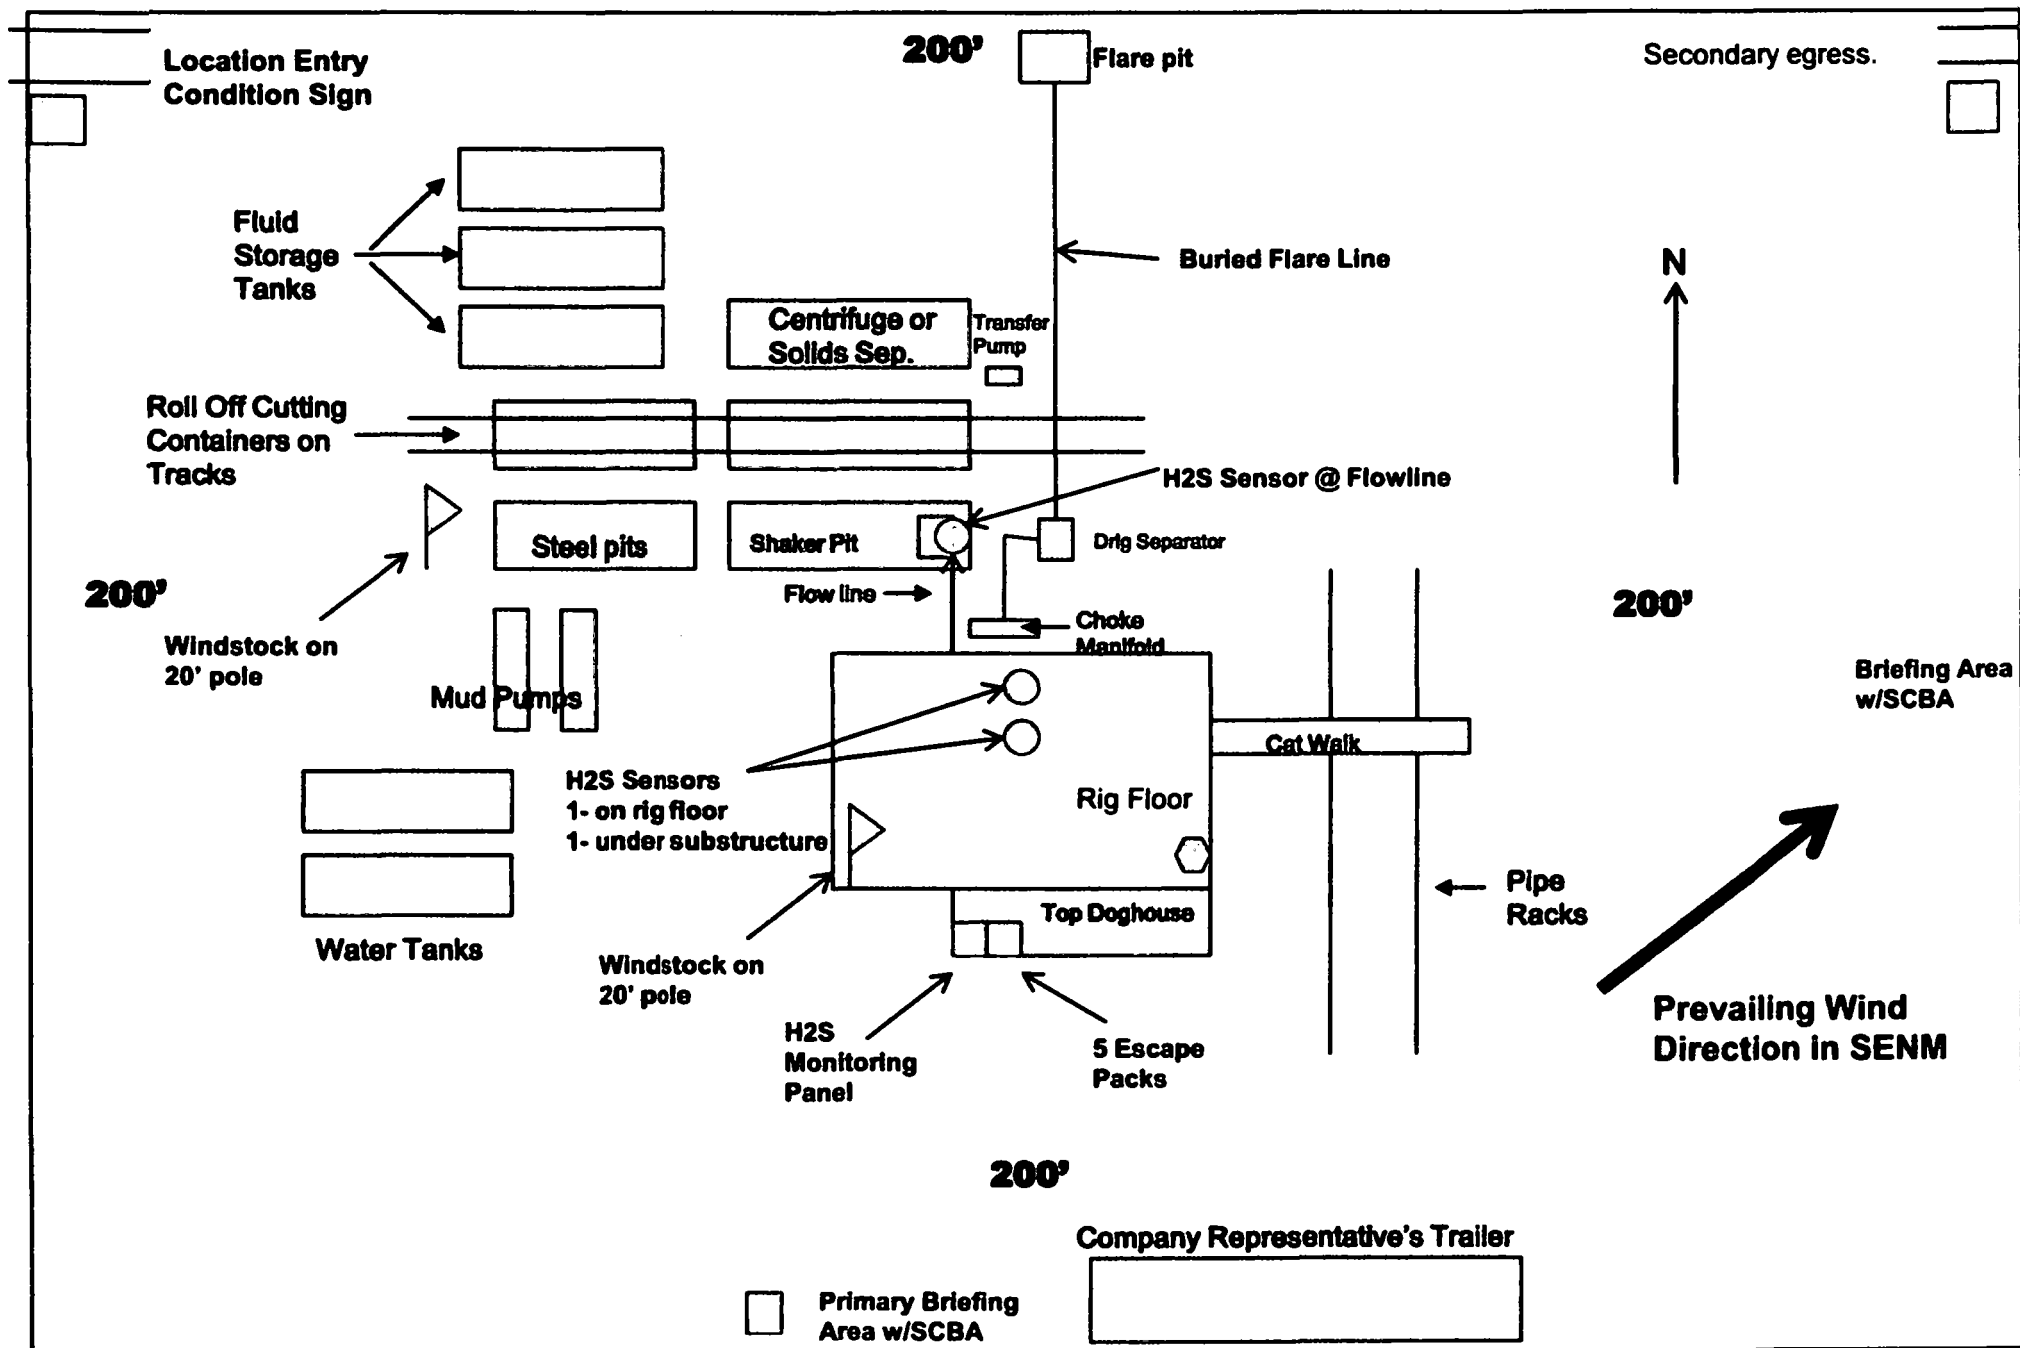 Location Entry
Condition Sign
200'
Flare pit
Secondary egress.
Fluid
Storage
Tanks
Buried Flare Line
N
Centrifuge or
Solids Sep.
Transfer
Pump
Roll Off Cutting
Containers on
Tracks
H2S Sensor @ Flowline
Steel pits
Shaker Pit
Drlg Separator
200'
Flow line
200'
Choke
Manifold
Windstock on
20' pole
Briefing Area
w/SCBA
Mud Pumps
Cat Walk
H2S Sensors
1- on rig floor
1- under substructure
Rig Floor
Pipe
Racks
Top Doghouse
Water Tanks
Windstock on
20' pole
Prevailing Wind
Direction in SENM
H2S
Monitoring
Panel
5 Escape
Packs
200'
Company Representative's Trailer
Primary Briefing
Area w/SCBA